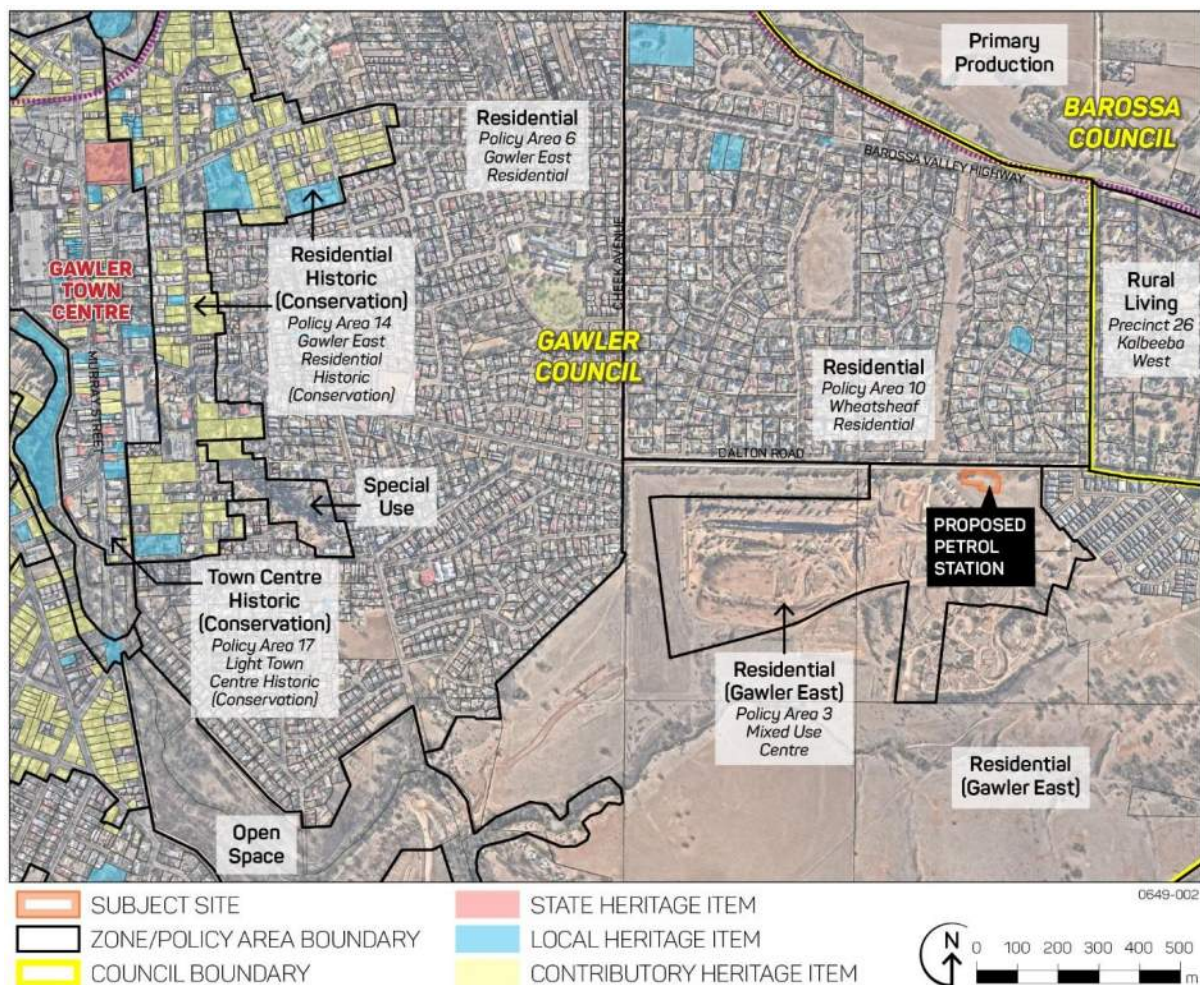 Primary
Production
BAROSSA
COUNCIL
Residential
Policy Area 6
Gawler East
Residential
BAROSSA VALLEY HIGHWAY
CHEEK AVENUE
GAWLER
TOWN
CENTRE
Residential
Historic
(Conservation)
Policy Area 14
Gawler East
Residential
Historic
(Conservation)
Rural
Living
Precinct 26
Kalbeeba
West
GAWLER
COUNCIL
MURRAY STREET
Residential
Policy Area 10
Wheatsheaf
Residential
CALTON ROAD
Special
Use
PROPOSED
PETROL
STATION
Town Centre
Historic
(Conservation)
Policy Area 17
Light Town
Centre Historic
(Conservation)
Residential
(Gawler East)
Policy Area 3
Mixed Use
Centre
Residential
(Gawler East)
Open
Space
0649-002
SUBJECT SITE
ZONE/POLICY AREA BOUNDARY
COUNCIL BOUNDARY
STATE HERITAGE ITEM
LOCAL HERITAGE ITEM
CONTRIBUTORY HERITAGE ITEM
N
0 100 200 300 400 500
m